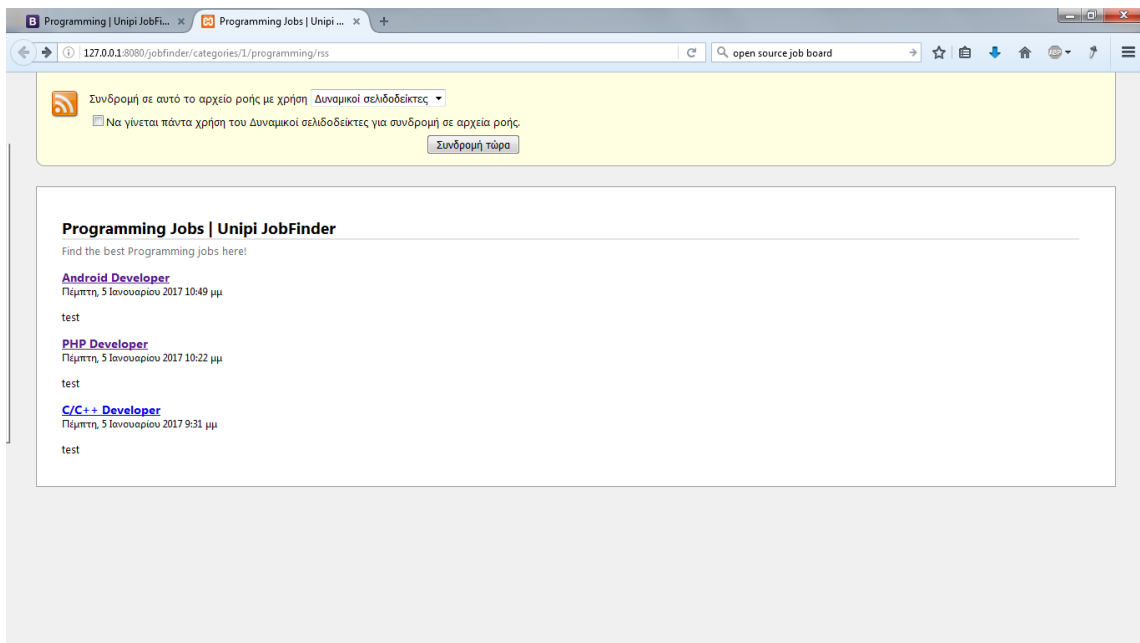 Programming | Unipi JobFi...
Programming Jobs | Unipi ...
127.0.0.1:8080/jobfinder/categories/1/programming/rss
open source job board
Συνδρομή σε αυτό το αρχείο ροής με χρήση Δυναμικοί σελιδοδείκτες
Να γίνεται πάντα χρήση του Δυναμικοί σελιδοδείκτες για συνδρομή σε αρχεία ροής.
Συνδρομή τώρα
Programming Jobs | Unipi JobFinder
Find the best Programming jobs here!
Android Developer
Πέμπτη, 5 Ιανουαρίου 2017 10:49 μμ
test
PHP Developer
Πέμπτη, 5 Ιανουαρίου 2017 10:22 μμ
test
C/C++ Developer
Πέμπτη, 5 Ιανουαρίου 2017 9:31 μμ
test